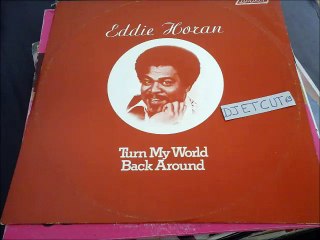 Eddie Horan
DJ ETCUT
Turn My World
Back Around